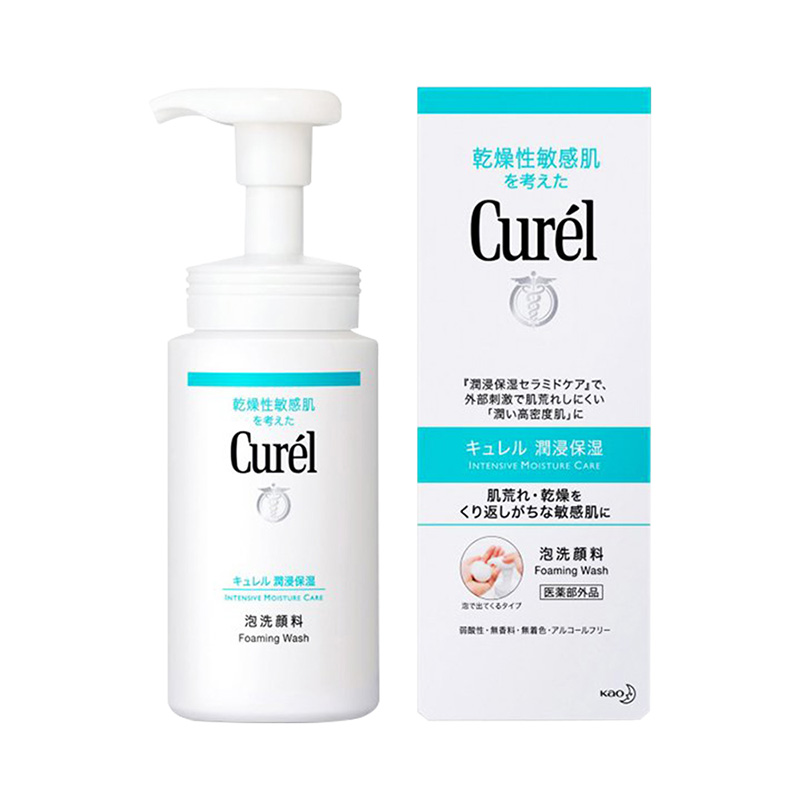 乾燥性敏感肌
を考えた
Curél
キュレル 潤浸保湿
INTENSIVE MOISTURE CARE
泡洗顔料
Foaming Wash
乾燥性敏感肌
を考えた
Curél
『潤浸保湿セラミドケア』で、
外部刺激で肌荒れしにくい
「潤い高密度肌」に
キュレル 潤浸保湿
INTENSIVE MOISTURE CARE
肌荒れ・乾燥を
くり返しがちな敏感肌に
泡洗顔料
Foaming Wash
医薬部外品
泡で出てくるタイプ
弱酸性・無香料・無着色・アルコールフリー
Kao